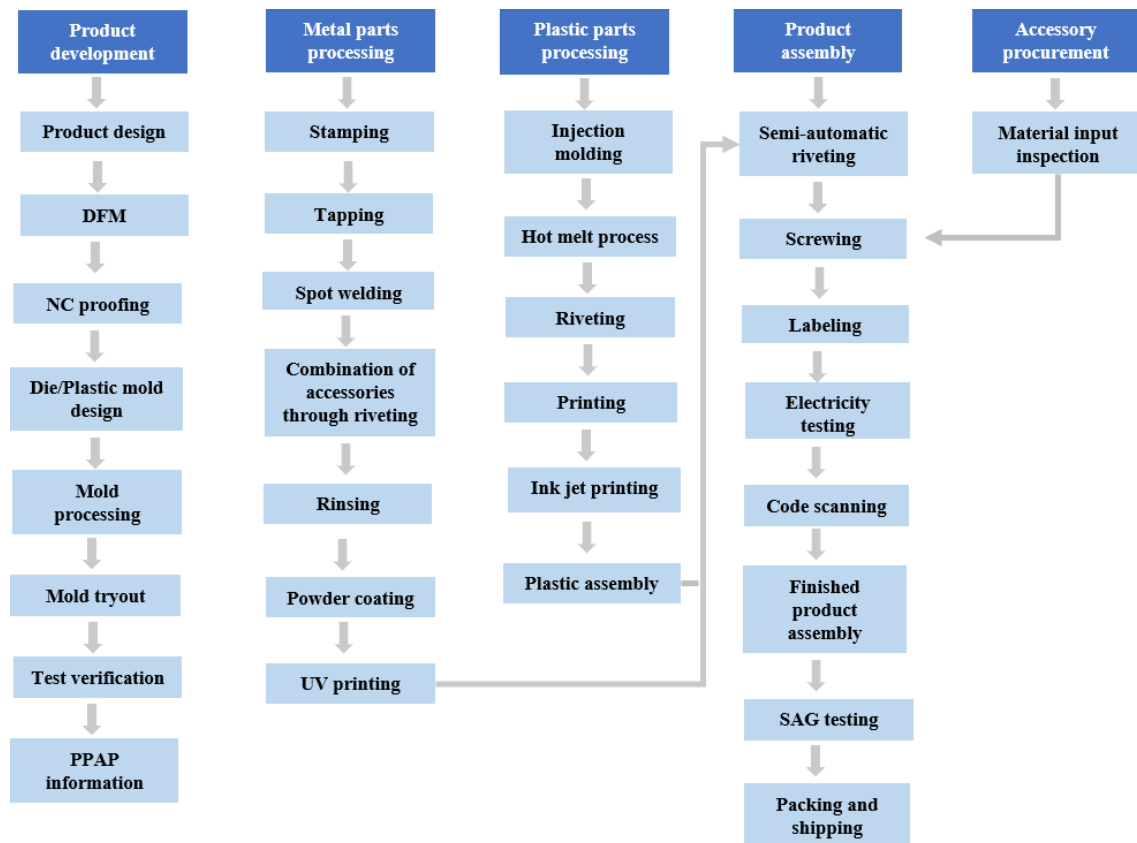 Product
development
Product design
DFM
NC proofing
Die/Plastic mold
design
Mold
processing
Mold tryout
Test verification
PPAP
information
Metal parts
processing
Stamping
Tapping
Spot welding
Combination of
accessories
through riveting
Rinsing
Powder coating
UV printing
Plastic parts
processing
Injection
molding
Hot melt process
Riveting
Printing
Ink jet printing
Plastic assembly
Product
assembly
Semi-automatic
riveting
Screwing
Labeling
Electricity
testing
Code scanning
Finished
product
assembly
SAG testing
Packing and
shipping
Accessory
procurement
Material input
inspection